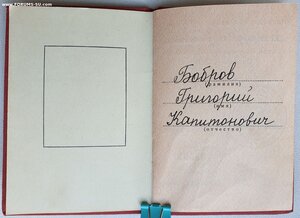 www.FORUMS-SU.com
Бобров
(фамилия)
Григорий
(имя)
Капитонович
(отчество)